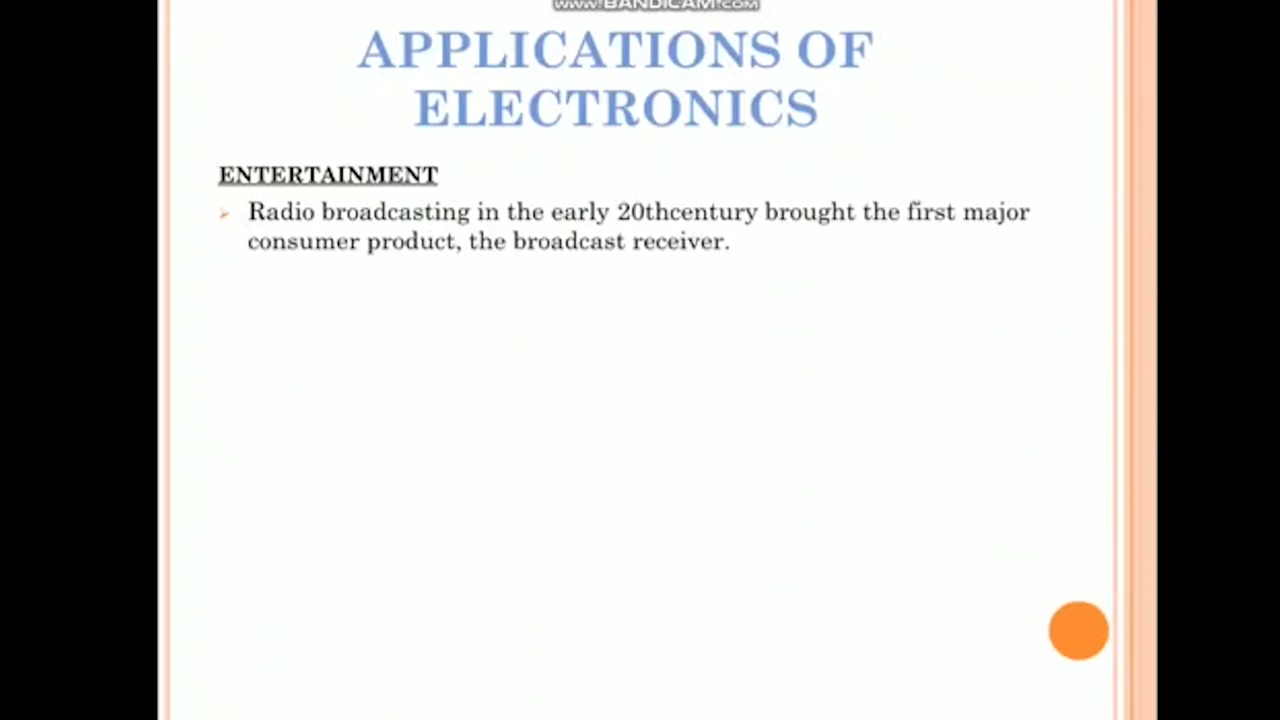 www.BANDICAM.com
APPLICATIONS OF
ELECTRONICS
ENTERTAINMENT
Radio broadcasting in the early 20thcentury brought the first major
consumer product, the broadcast receiver.